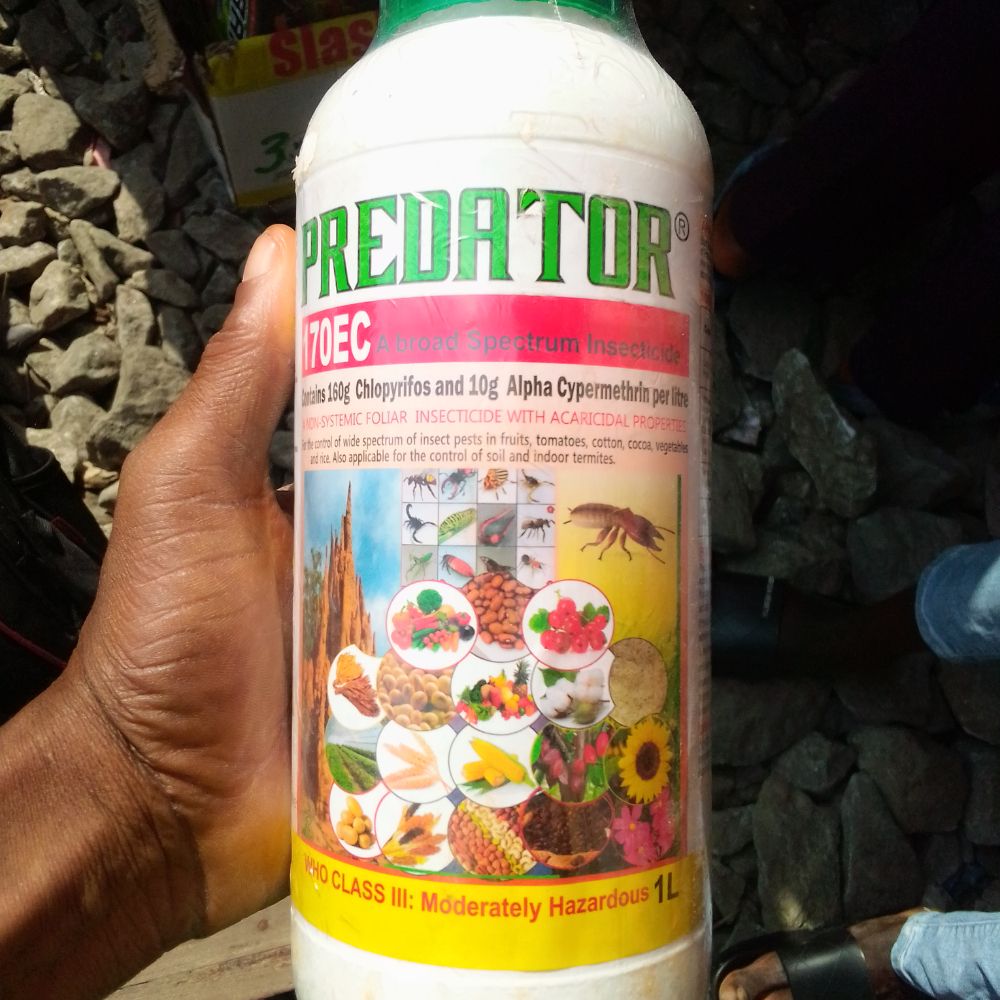 Slas
3
PREDATOR®
170EC A broad Spectrum Insecticide
Contains 160g Chlopyrifos and 10g Alpha Cypermethrin per litre
NON-SYSTEMIC FOLIAR INSECTICIDE WITH ACARICIDAL PROPERTIES
For the control of wide spectrum of insect pests in fruits, tomatoes, cotton, cocoa, vegetables
and rice. Also applicable for the control of soil and indoor termites.
WHO CLASS III: Moderately Hazardous 1L